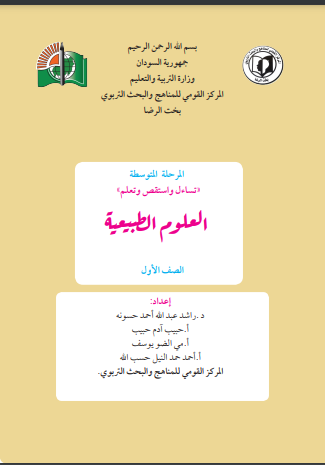 بسم الله الرحمن الرحيم
جمهورية السودان
وزارة التربية والتعليم
المركز القومي للمناهج والبحث التربوي
بخت الرضا
المرحلة المتوسطة
«تساءل واستقص وتعلم»
العلوم الطبيعية
الصف الأول
إعداد:
د.راشد عبد الله أحمد حسونه
أ.حبيب آدم حبيب
أ.مي الضو يوسف
أ.أحمد حمد النيل حسب الله
المركز القومي للمناهج والبحث التربوي.